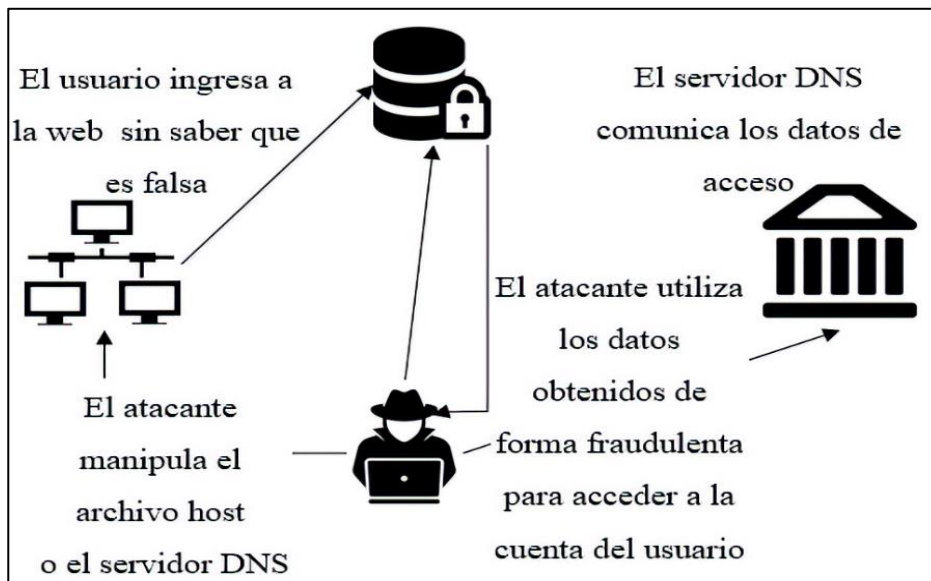 El usuario ingresa a
la web sin saber que
es falsa
El servidor DNS
comunica los datos de
acceso
El atacante
manipula el
archivo host
o el servidor DNS
El atacante utiliza
los datos
obtenidos de
forma fraudulenta
para acceder a la
cuenta del usuario